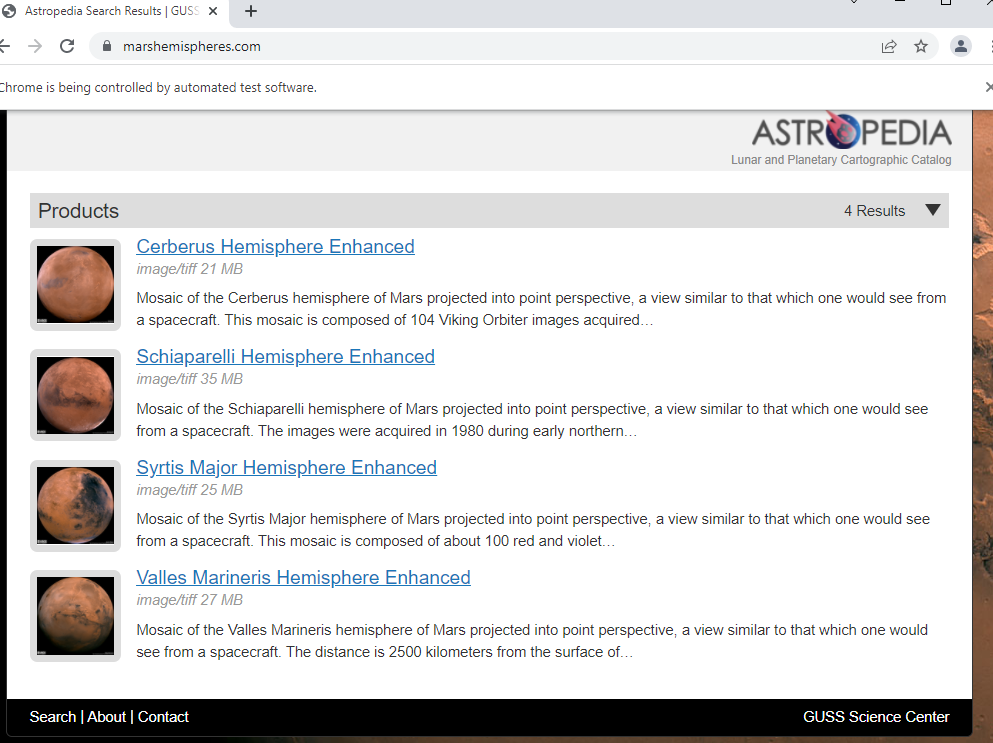 Astropedia Search Results | GUSS
marshemispheres.com
Chrome is being controlled by automated test software.
ASTROPEDIA
Lunar and Planetary Cartographic Catalog
Products 4 Results
Cerberus Hemisphere Enhanced
image/tiff 21 MB
Mosaic of the Cerberus hemisphere of Mars projected into point perspective, a view similar to that which one would see from
a spacecraft. This mosaic is composed of 104 Viking Orbiter images acquired…
Schiaparelli Hemisphere Enhanced
image/tiff 35 MB
Mosaic of the Schiaparelli hemisphere of Mars projected into point perspective, a view similar to that which one would see
from a spacecraft. The images were acquired in 1980 during early northern…
Syrtis Major Hemisphere Enhanced
image/tiff 25 MB
Mosaic of the Syrtis Major hemisphere of Mars projected into point perspective, a view similar to that which one would see
from a spacecraft. This mosaic is composed of about 100 red and violet…
Valles Marineris Hemisphere Enhanced
image/tiff 27 MB
Mosaic of the Valles Marineris hemisphere of Mars projected into point perspective, a view similar to that which one would
see from a spacecraft. The distance is 2500 kilometers from the surface of…
Search | About | Contact GUSS Science Center